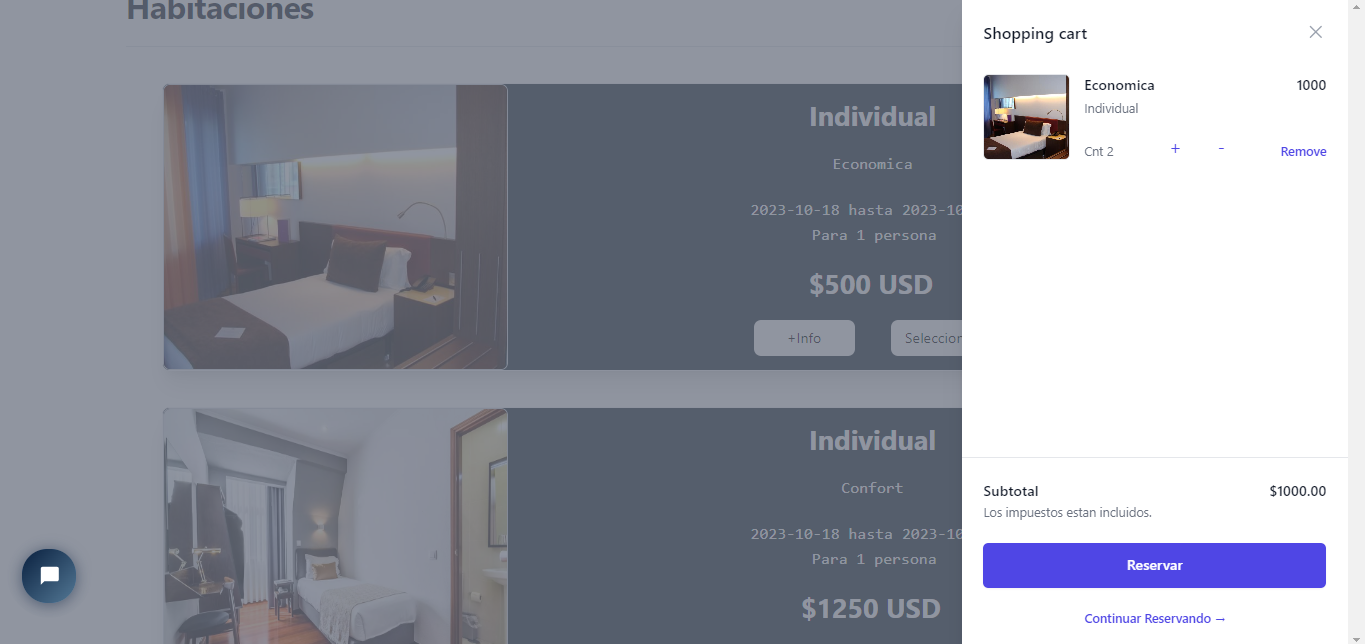 Habitaciones
Individual
Economica
2023-10-18 hasta 2023-10
Para 1 persona
$500 USD
+Info
Seleccion
Individual
Confort
2023-10-18 hasta 2023-10
Para 1 persona
$1250 USD
Shopping cart
Economica
1000
Individual
Cnt 2
+
-
Remove
Subtotal
$1000.00
Los impuestos estan incluidos.
Reservar
Continuar Reservando →